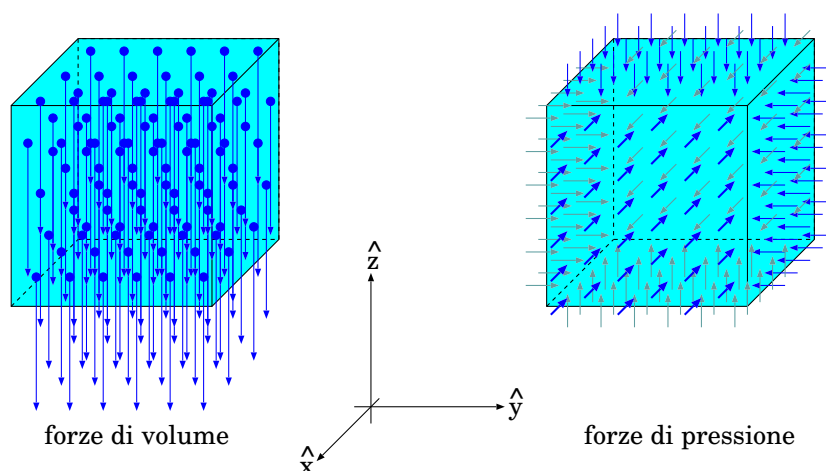 ẑ
ŷ
forze di volume
forze di pressione
x̂